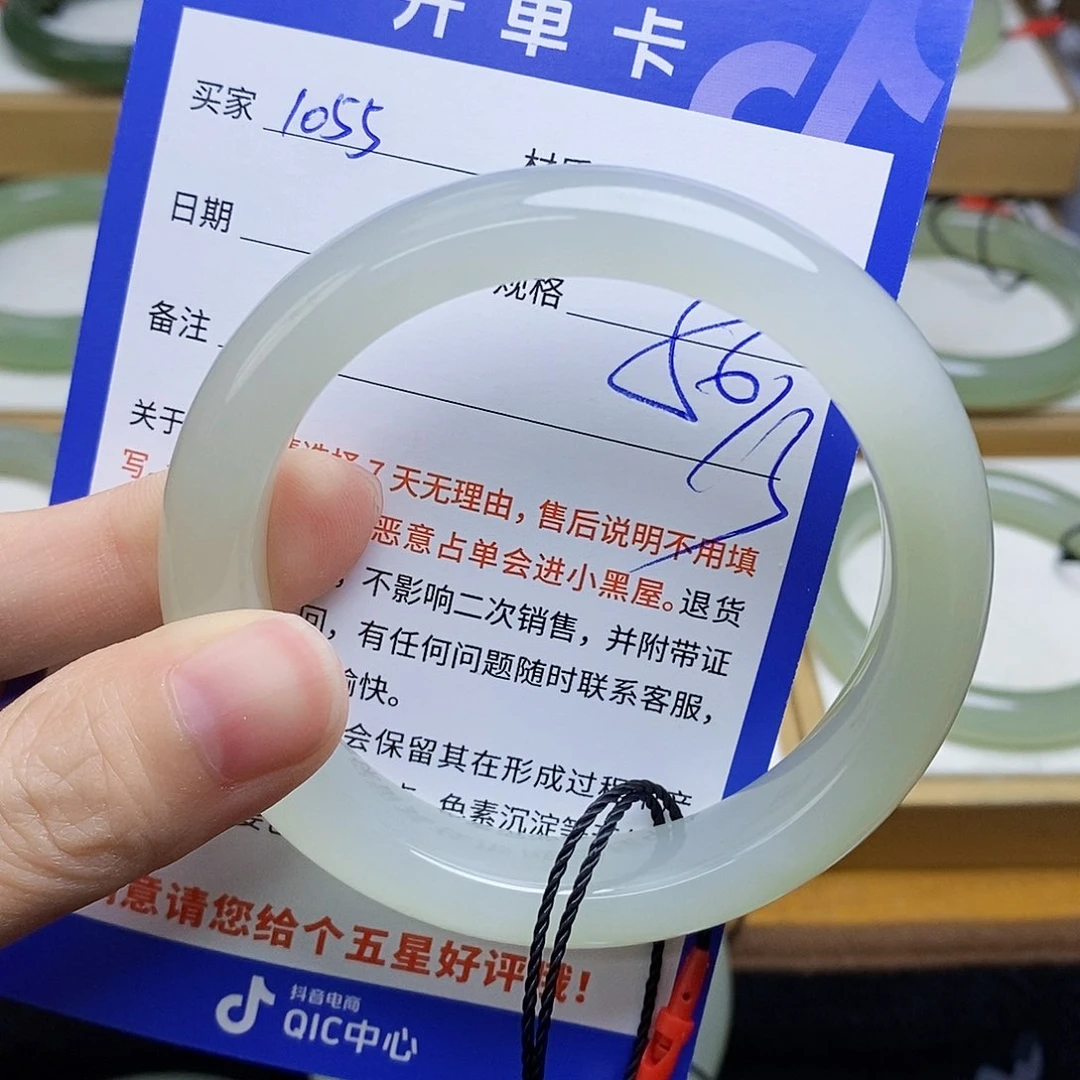 开单卡
买家 1055
日期
规格 56/13
备注
关于
写
选择7天无理由，售后说明不用填
恶意占单会进小黑屋。退货
，不影响二次销售，并附带证
回，有任何问题随时联系客服，
愉快。
会保留其在形成过程
色素沉淀等
意请您给个五星好评哦！
抖音电商
QIC中心